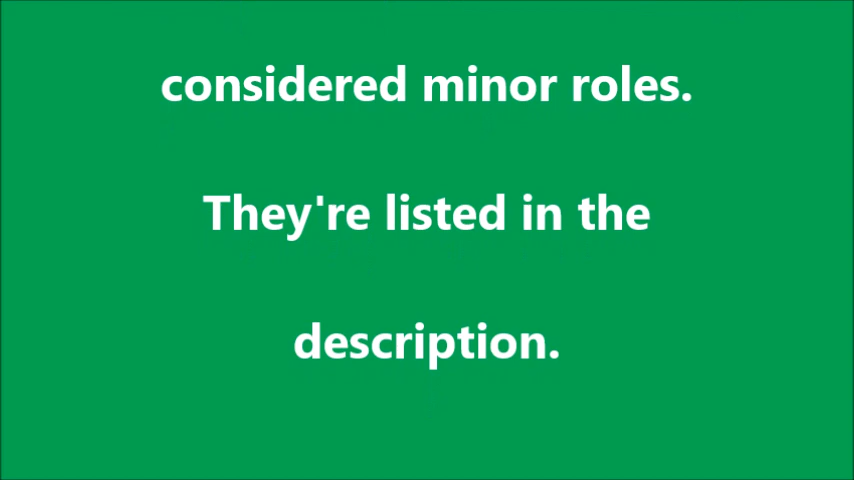 considered minor roles.
They're listed in the
description.